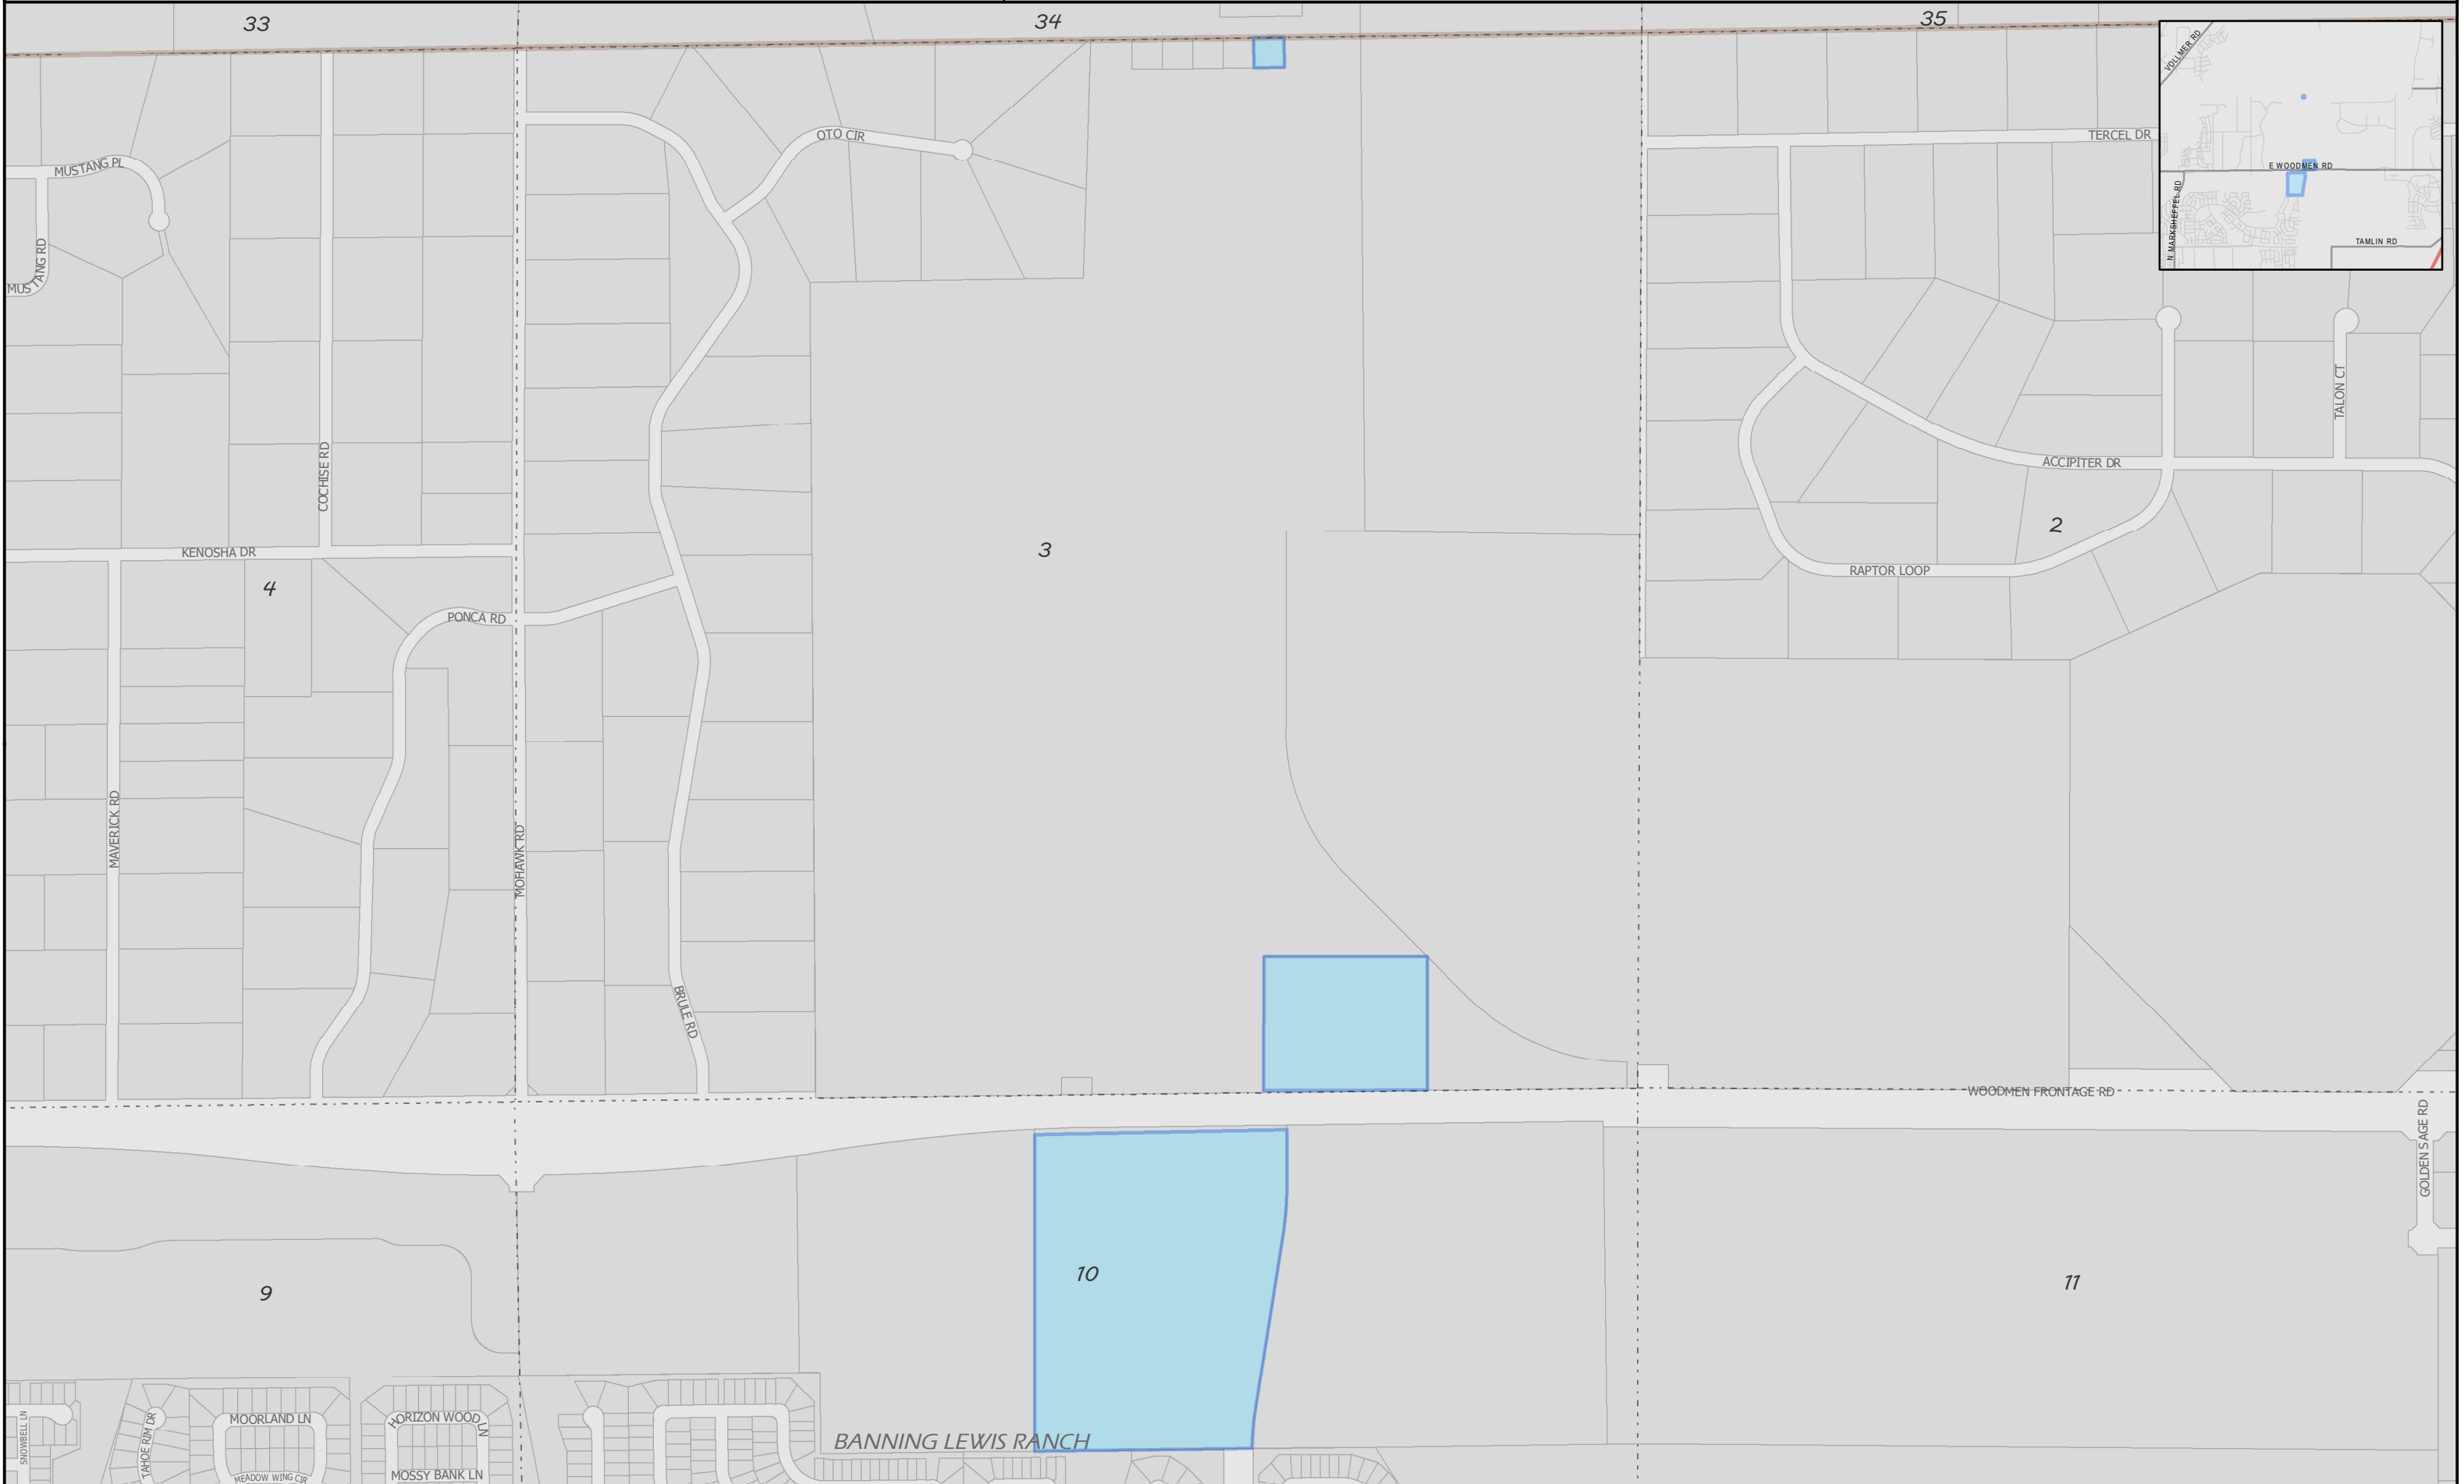 33
34
35
VOLLMER RD
E WOODMEN RD
N MARKSHEFFEL RD
TAMLIN RD
OTO CIR
TERCEL DR
MUSTANG PL
MUSTANG RD
TALON CT
COCHISE RD
ACCIPITER DR
2
3
KENOSHA DR
RAPTOR LOOP
4
PONCA RD
MAVERICK RD
MOHAWK RD
BRULE RD
WOODMEN FRONTAGE RD
GOLDEN SAGE RD
10
11
9
SNOWBELL LN
TAHOE RIM DR
MOORLAND LN
HORIZON WOOD LN
BANNING LEWIS RANCH
MEADOW WING CIR
MOSSY BANK LN